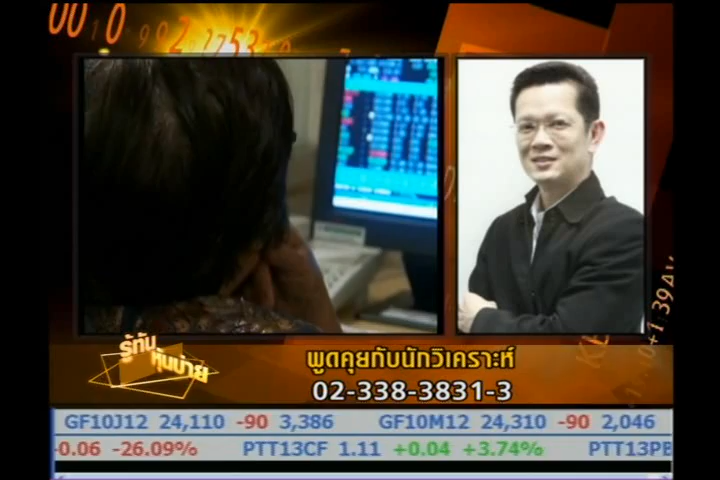 รู้ทัน
หุ้นบ่าย
พูดคุยกับนักวิเคราะห์
02-338-3831-3
GF10J12 24,110 -90 3,386 GF10M12 24,310 -90 2,046
-0.06 -26.09% PTT13CF 1.11 +0.04 +3.74% PTT13PB